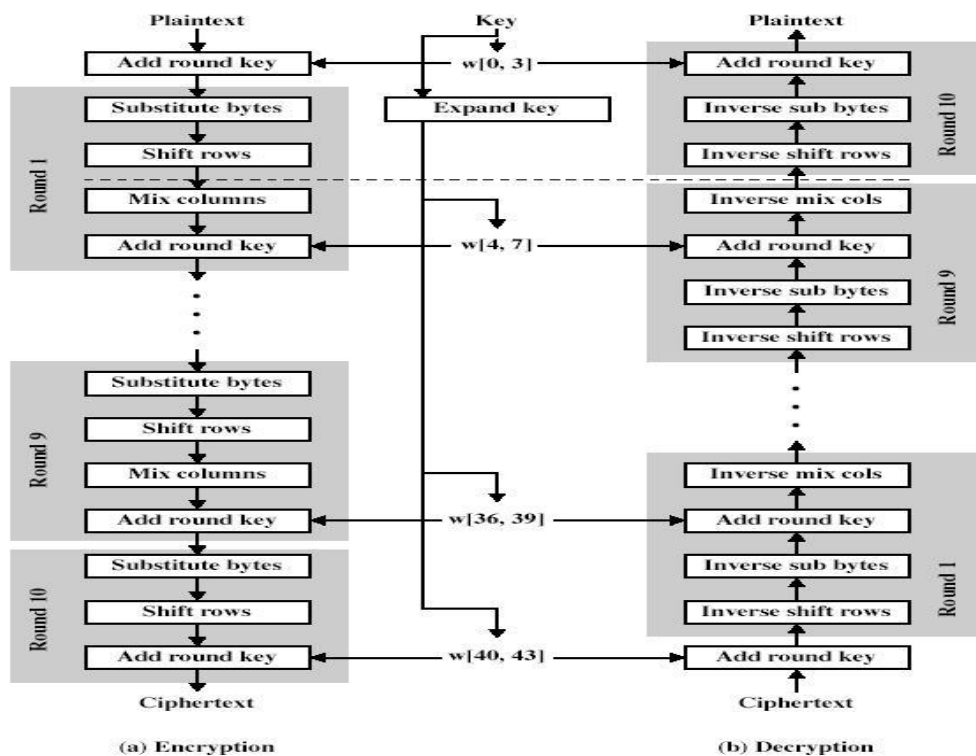 Plaintext
Add round key
Substitute bytes
Shift rows
Mix columns
Add round key
Round 1
Substitute bytes
Shift rows
Mix columns
Add round key
Round 9
Substitute bytes
Shift rows
Add round key
Round 10
Ciphertext
(a) Encryption
Key
w[0, 3]
Expand key
w[4, 7]
w[36, 39]
w[40, 43]
Plaintext
Add round key
Inverse sub bytes
Inverse shift rows
Round 10
Inverse mix cols
Add round key
Inverse sub bytes
Inverse shift rows
Round 9
Inverse mix cols
Add round key
Inverse sub bytes
Inverse shift rows
Round 1
Add round key
Ciphertext
(b) Decryption